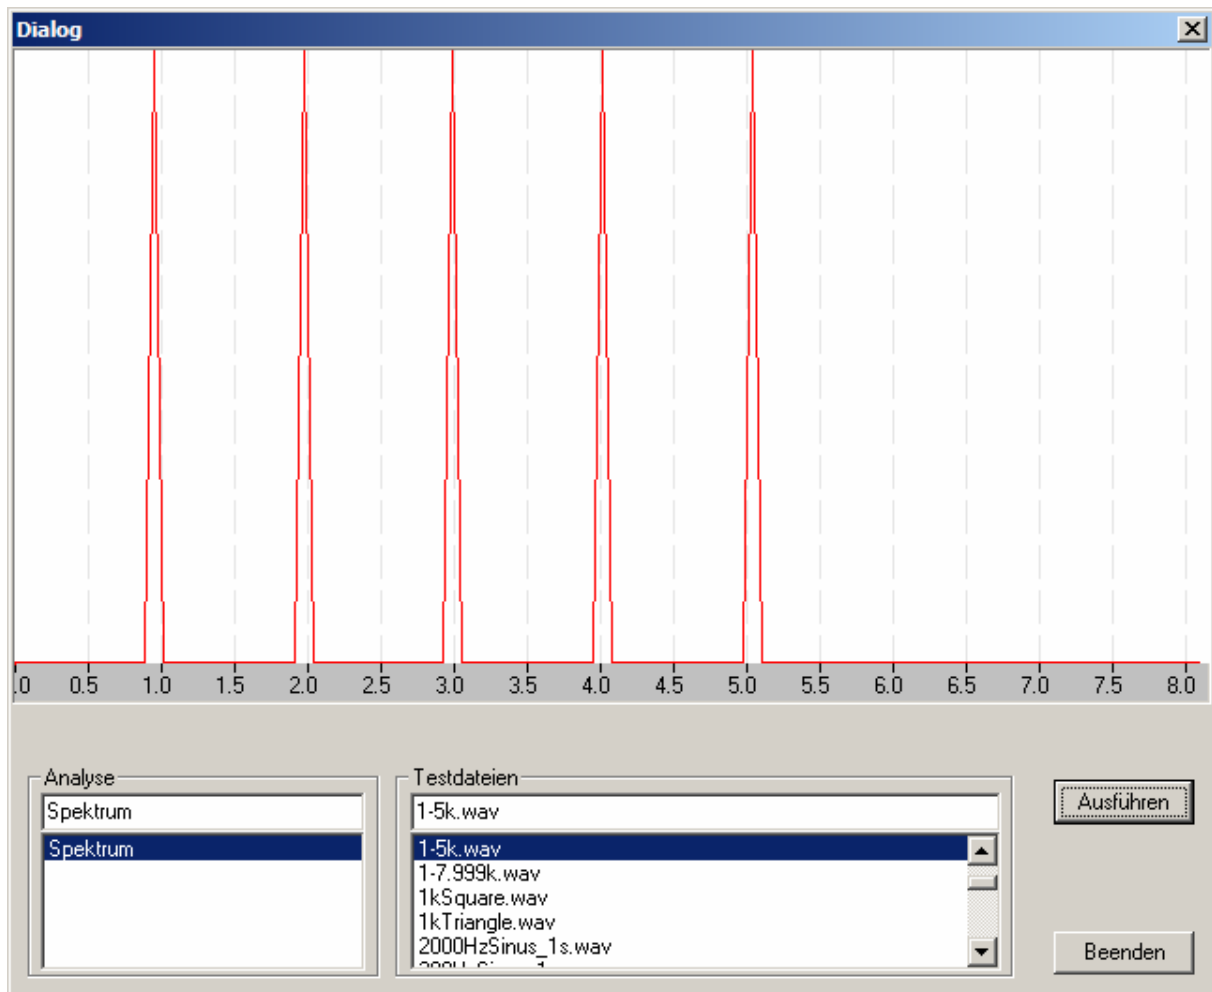 Dialog
.0 0.5 1.0 1.5 2.0 2.5 3.0 3.5 4.0 4.5 5.0 5.5 6.0 6.5 7.0 7.5 8.0
Analyse
Spektrum
Spektrum
Testdateien
1-5k.wav
1-5k.wav
1-7.999k.wav
1kSquare.wav
1kTriangle.wav
2000HzSinus_1s.wav
Ausführen
Beenden